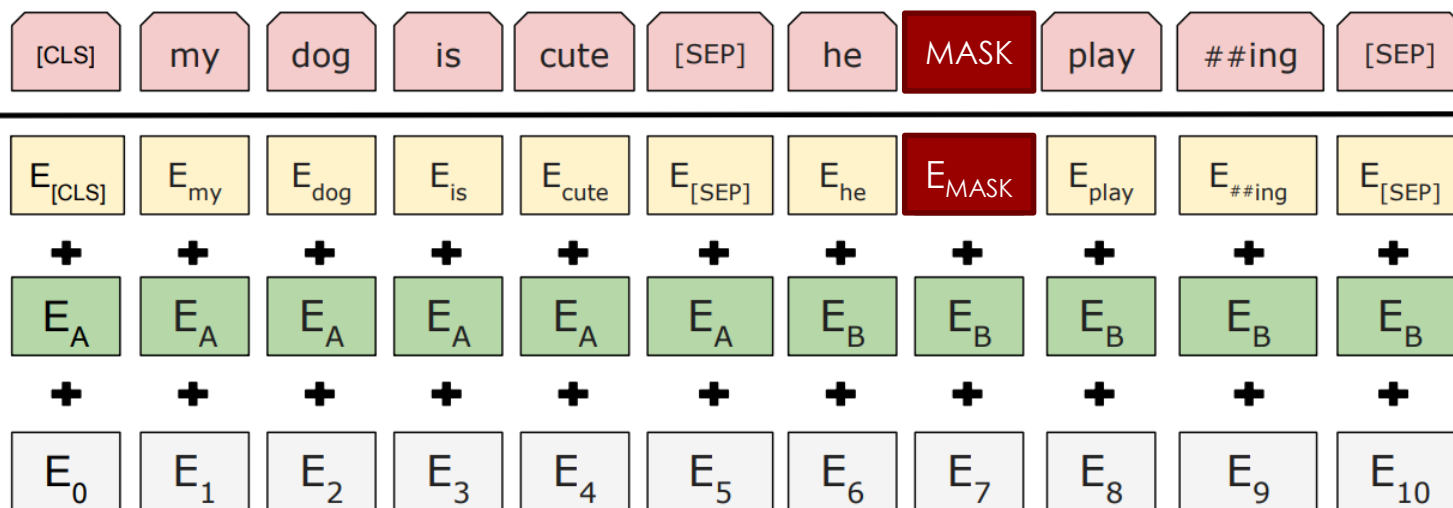 [CLS] my dog is cute [SEP] he MASK play ##ing [SEP]
E[CLS] Emy Edog Eis Ecute E[SEP] Ehe EMASK Eplay E##ing E[SEP]
+ + + + + + + + + + +
EA EA EA EA EA EA EB EB EB EB EB
+ + + + + + + + + + +
E0 E1 E2 E3 E4 E5 E6 E7 E8 E9 E10